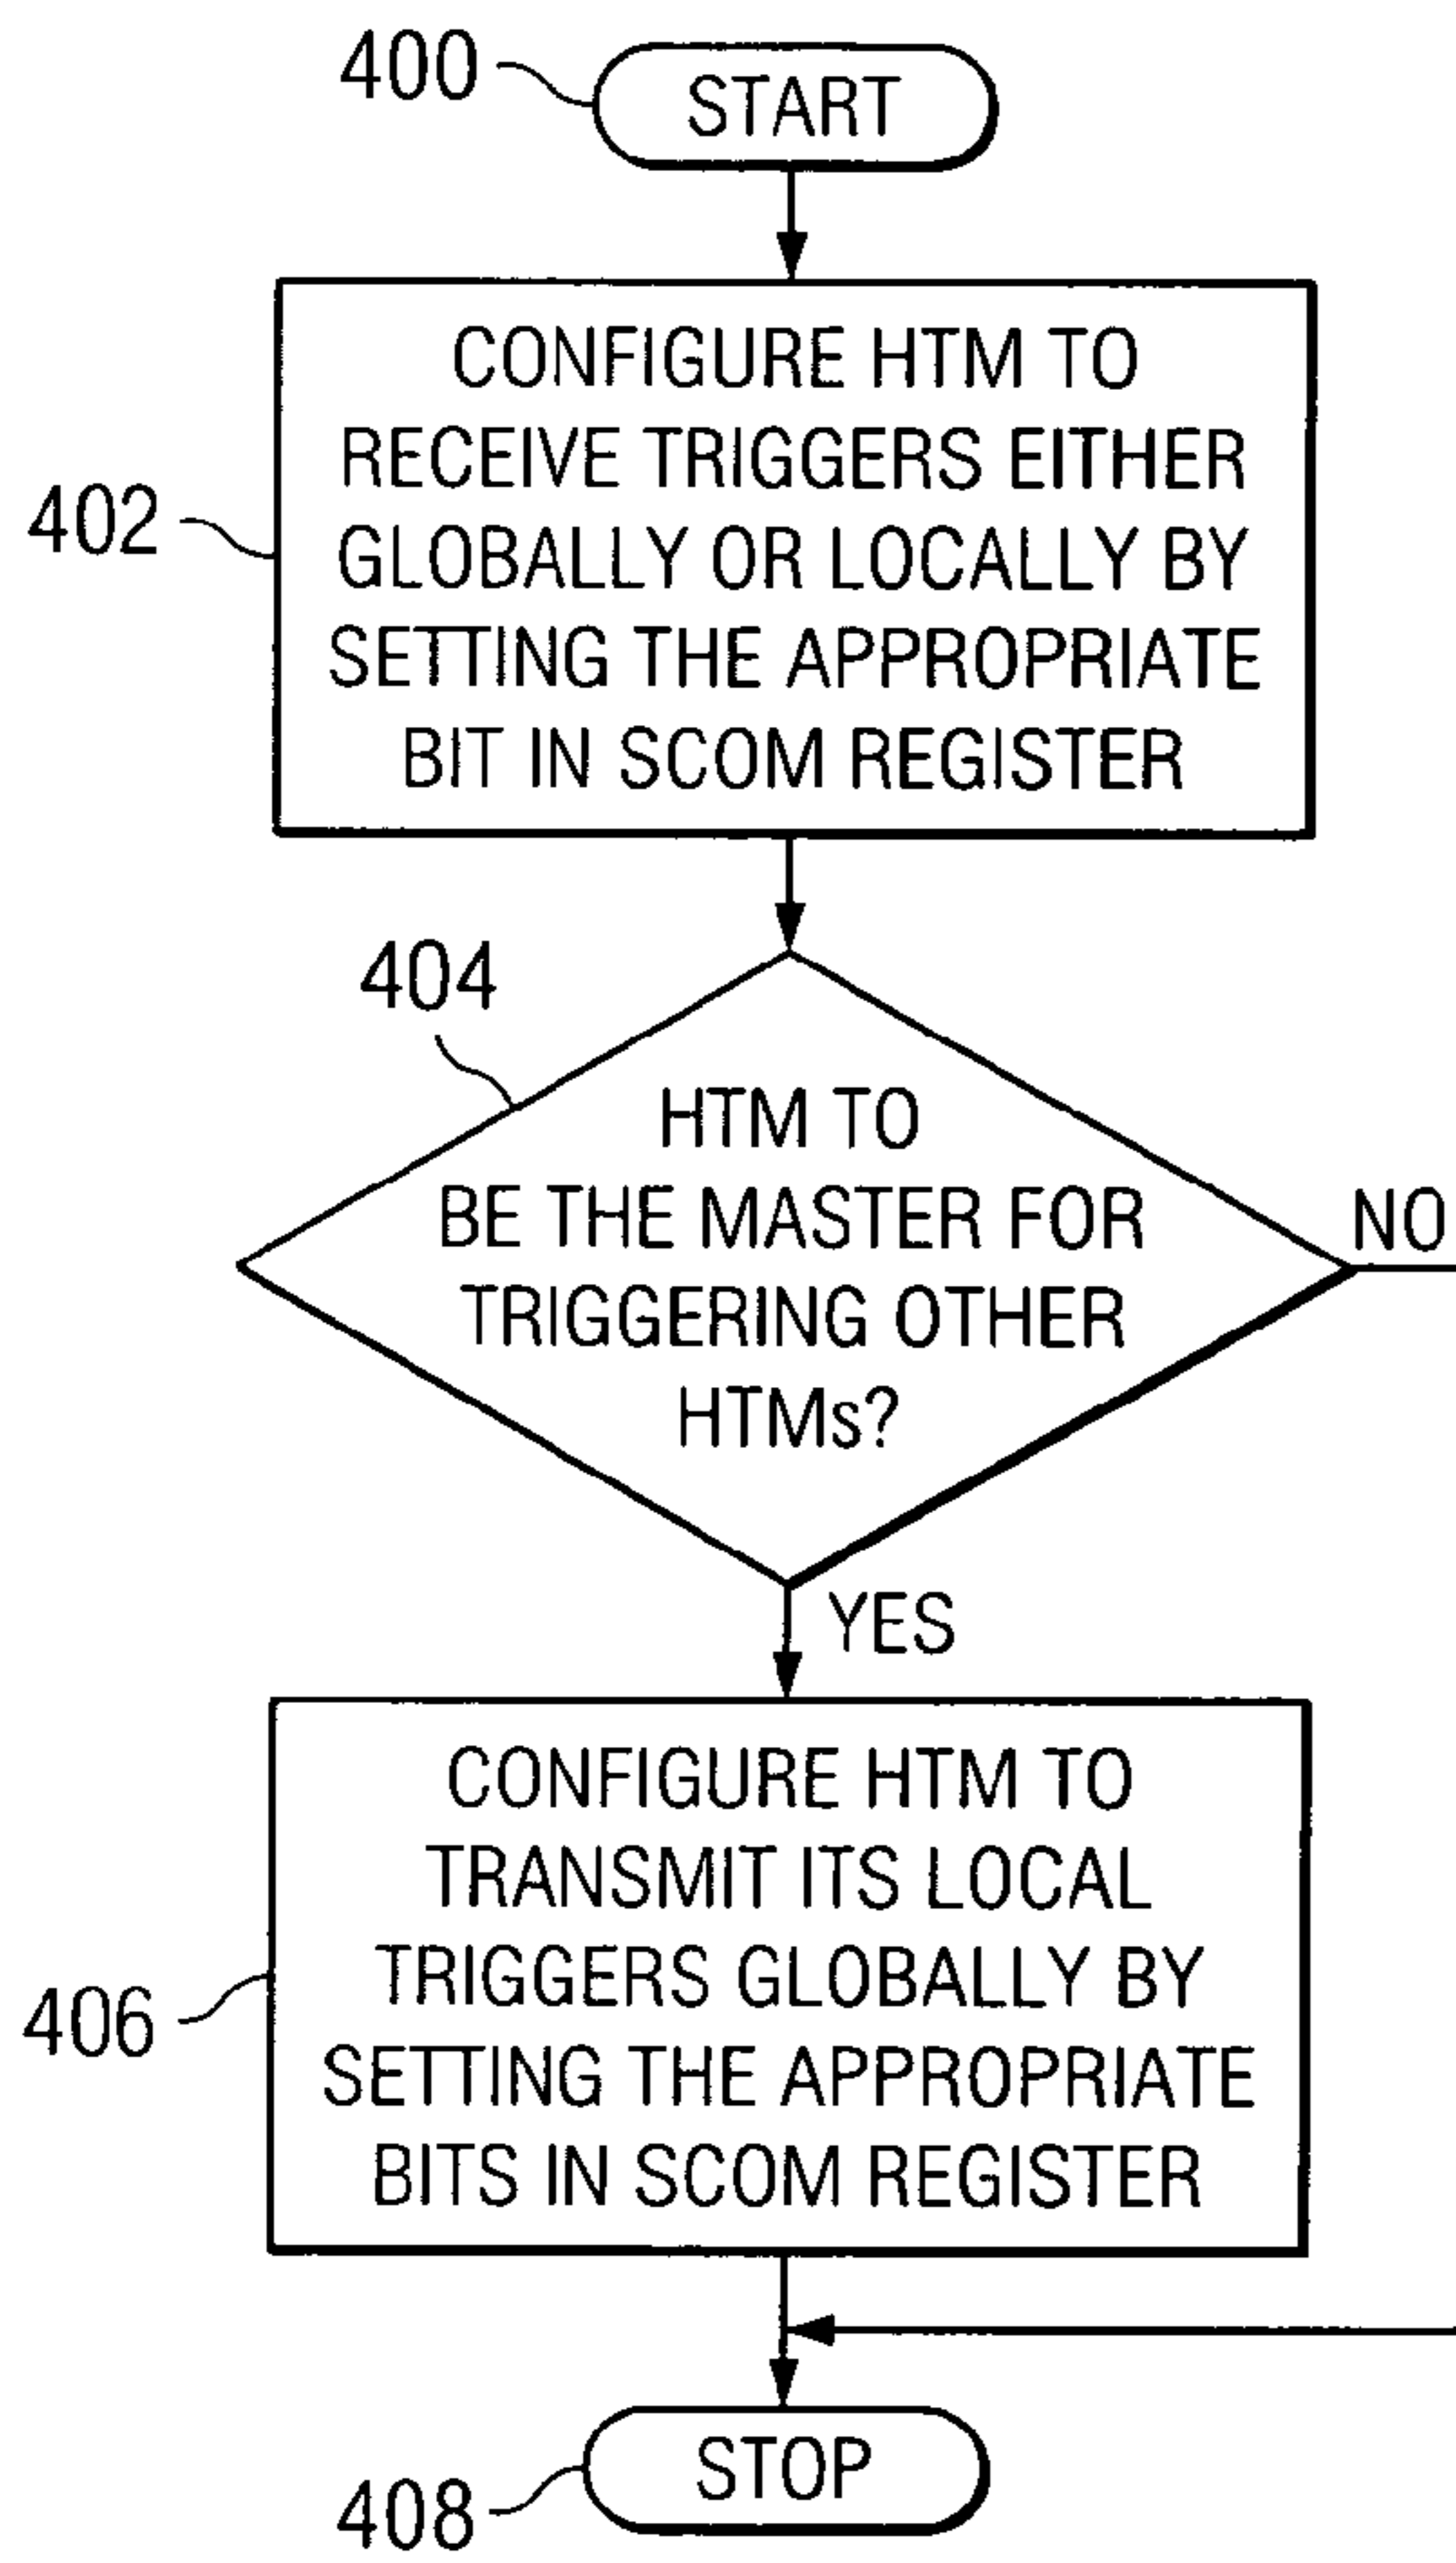 400
START
402
CONFIGURE HTM TO
RECEIVE TRIGGERS EITHER
GLOBALLY OR LOCALLY BY
SETTING THE APPROPRIATE
BIT IN SCOM REGISTER
404
HTM TO
BE THE MASTER FOR
TRIGGERING OTHER
HTMs?
NO
YES
406
CONFIGURE HTM TO
TRANSMIT ITS LOCAL
TRIGGERS GLOBALLY BY
SETTING THE APPROPRIATE
BITS IN SCOM REGISTER
408
STOP